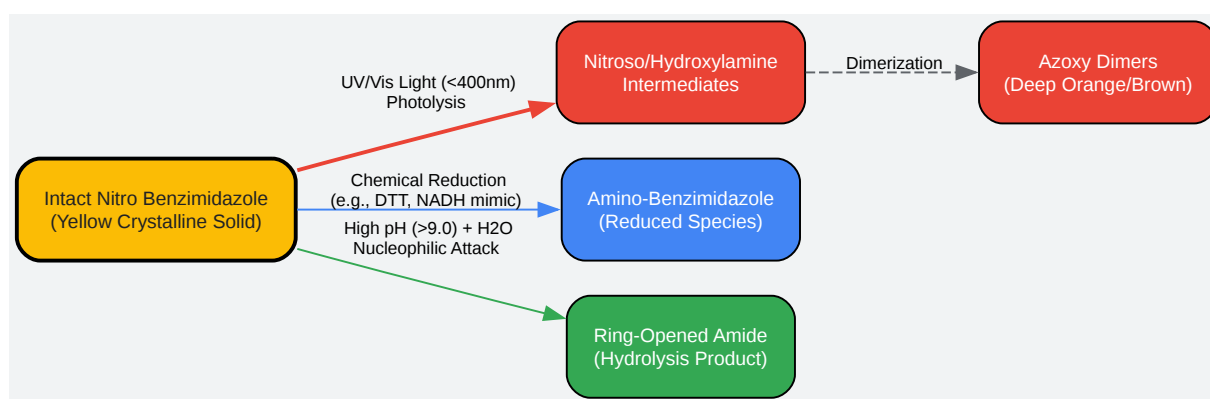 Intact Nitro Benzimidazole
(Yellow Crystalline Solid)
UV/Vis Light (<400nm)
Photolysis
Nitroso/Hydroxylamine
Intermediates
Dimerization
Azoxy Dimers
(Deep Orange/Brown)
Chemical Reduction
(e.g., DTT, NADH mimic)
Amino-Benzimidazole
(Reduced Species)
High pH (>9.0) + H2O
Nucleophilic Attack
Ring-Opened Amide
(Hydrolysis Product)